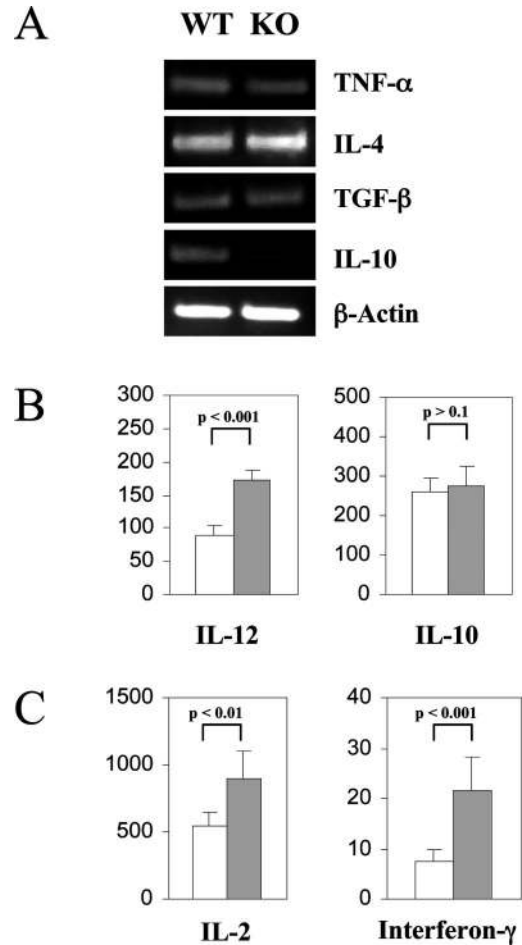 A
WT KO
TNF-α
IL-4
TGF-β
IL-10
β-Actin
B
300
250
200
150
100
50
0
p < 0.001
IL-12
500
400
300
200
100
0
p > 0.1
IL-10
C
1500
1000
500
0
p < 0.01
IL-2
40
30
20
10
0
p < 0.001
Interferon-γ